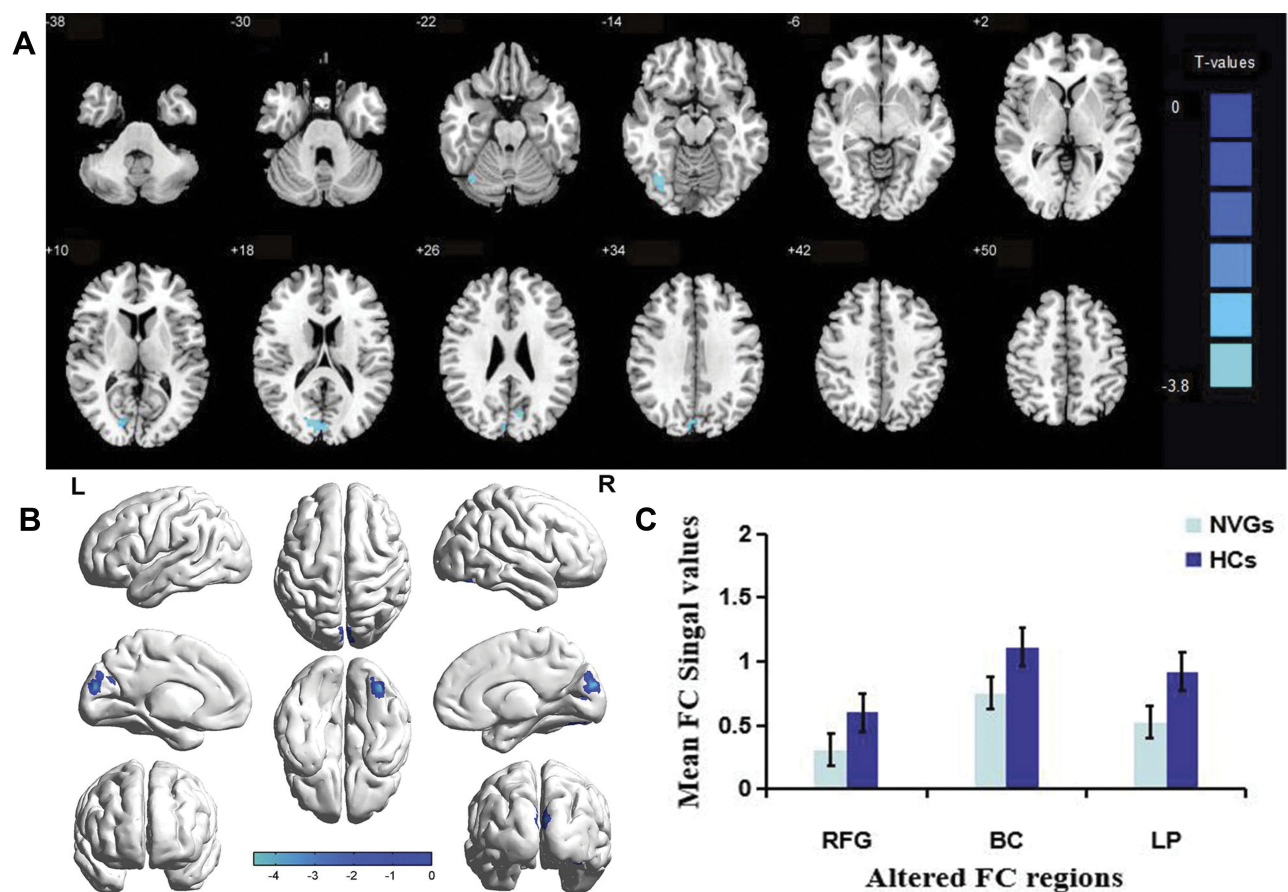 A
-38
-30
-22
-14
-6
+2
T-values
0
-3.8
+10
+18
+26
+34
+42
+50
B
L
R
-4
-3
-2
-1
0
C
NVGs
HCs
Mean FC Singal values
2
1.5
1
0.5
0
RFG
BC
LP
Altered FC regions